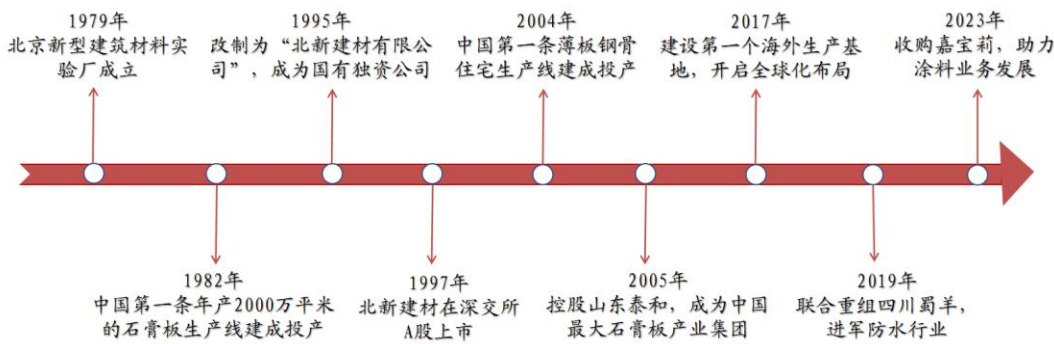 1979年
北京新型建筑材料实
验厂成立
1995年
改制为“北新建材有限公
司”，成为国有独资公司
2004年
中国第一条薄板钢骨
住宅生产线建成投产
2017年
建设第一个海外生产基
地，开启全球化布局
2023年
收购嘉宝莉，助力
涂料业务发展
1982年
中国第一条年产2000万平米
的石膏板生产线建成投产
1997年
北新建材在深交所
A股上市
2005年
控股山东泰和，成为中国
最大石膏板产业集团
2019年
联合重组四川蜀羊，
进军防水行业